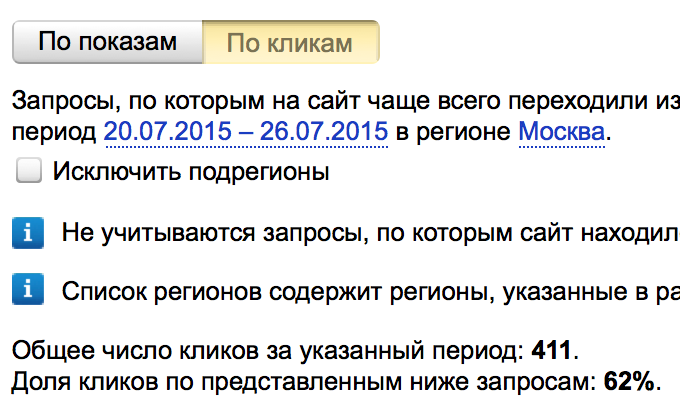 По показам По кликам
Запросы, по которым на сайт чаще всего переходили из
период 20.07.2015 – 26.07.2015 в регионе Москва.
Исключить подрегионы
Не учитываются запросы, по которым сайт находил
Список регионов содержит регионы, указанные в ра
Общее число кликов за указанный период: 411.
Доля кликов по представленным ниже запросам: 62%.